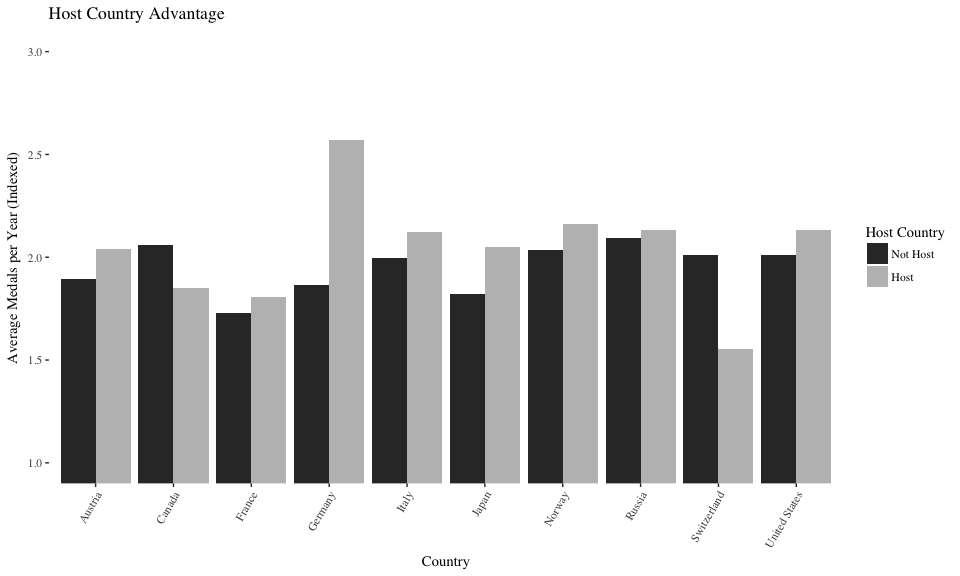 Host Country Advantage
3.0
2.5
2.0
1.5
1.0
Average Medals per Year (Indexed)
Austria
Canada
France
Germany
Italy
Japan
Norway
Russia
Switzerland
United States
Country
Host Country
Not Host
Host